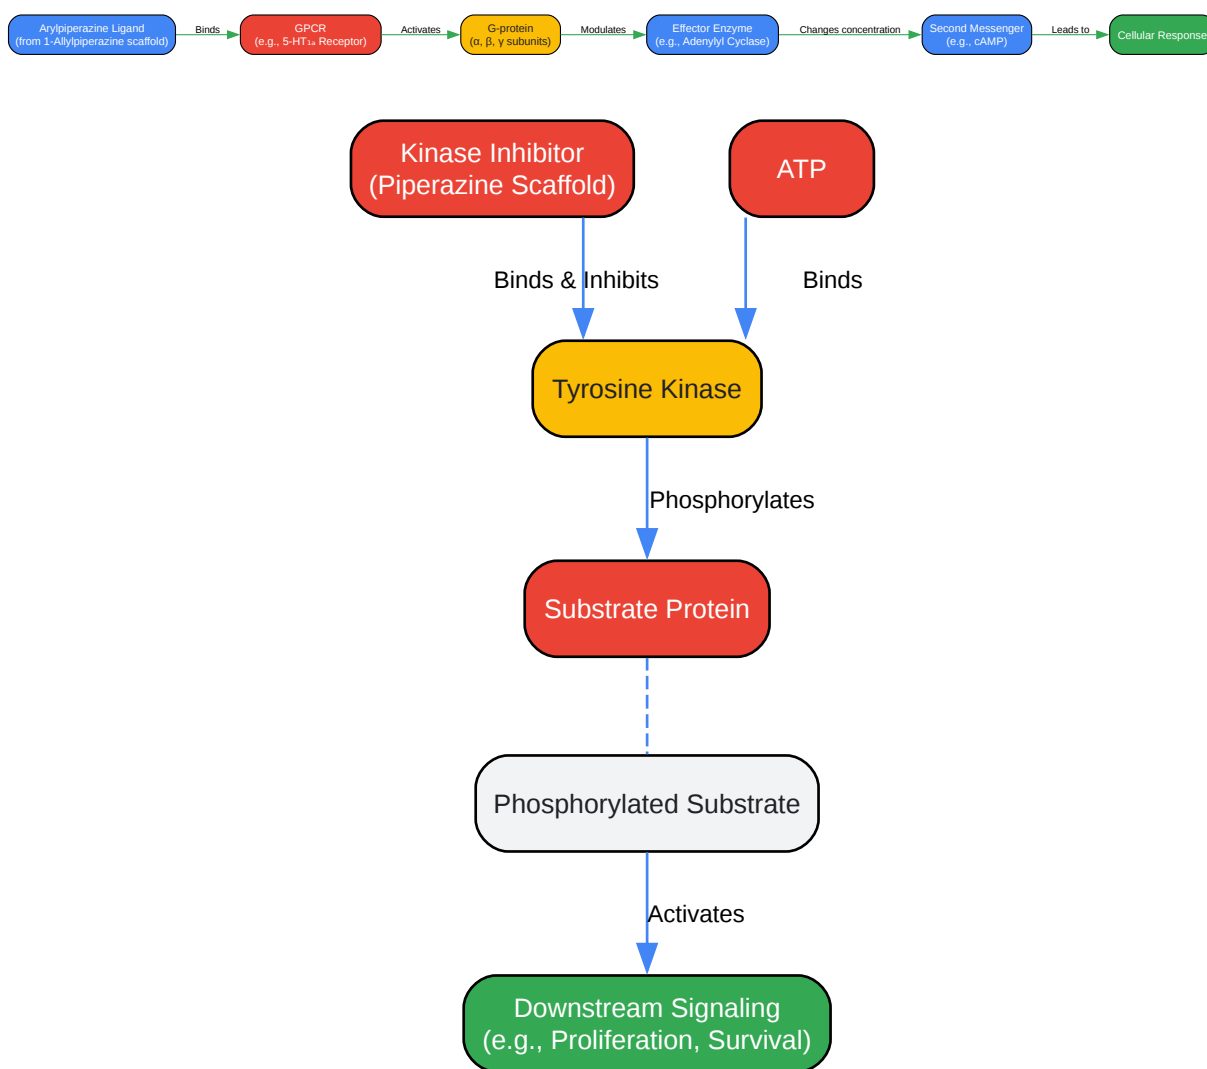 Arylpiperazine Ligand
(from 1-Allylpiperazine scaffold)
Binds
GPCR
(e.g., 5-HT₁ₐ Receptor)
Activates
G-protein
(α, β, γ subunits)
Modulates
Effector Enzyme
(e.g., Adenylyl Cyclase)
Changes concentration
Second Messenger
(e.g., cAMP)
Leads to
Cellular Response
Kinase Inhibitor
(Piperazine Scaffold)
ATP
Binds & Inhibits
Binds
Tyrosine Kinase
Phosphorylates
Substrate Protein
Phosphorylated Substrate
Activates
Downstream Signaling
(e.g., Proliferation, Survival)